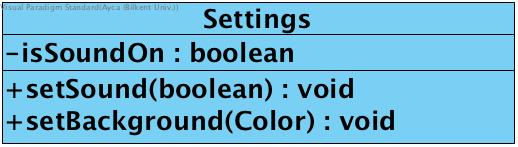 Visual Paradigm Standard(Ayca (Bilkent Univ.))
Settings
-isSoundOn : boolean
+setSound(boolean) : void
+setBackground(Color) : void